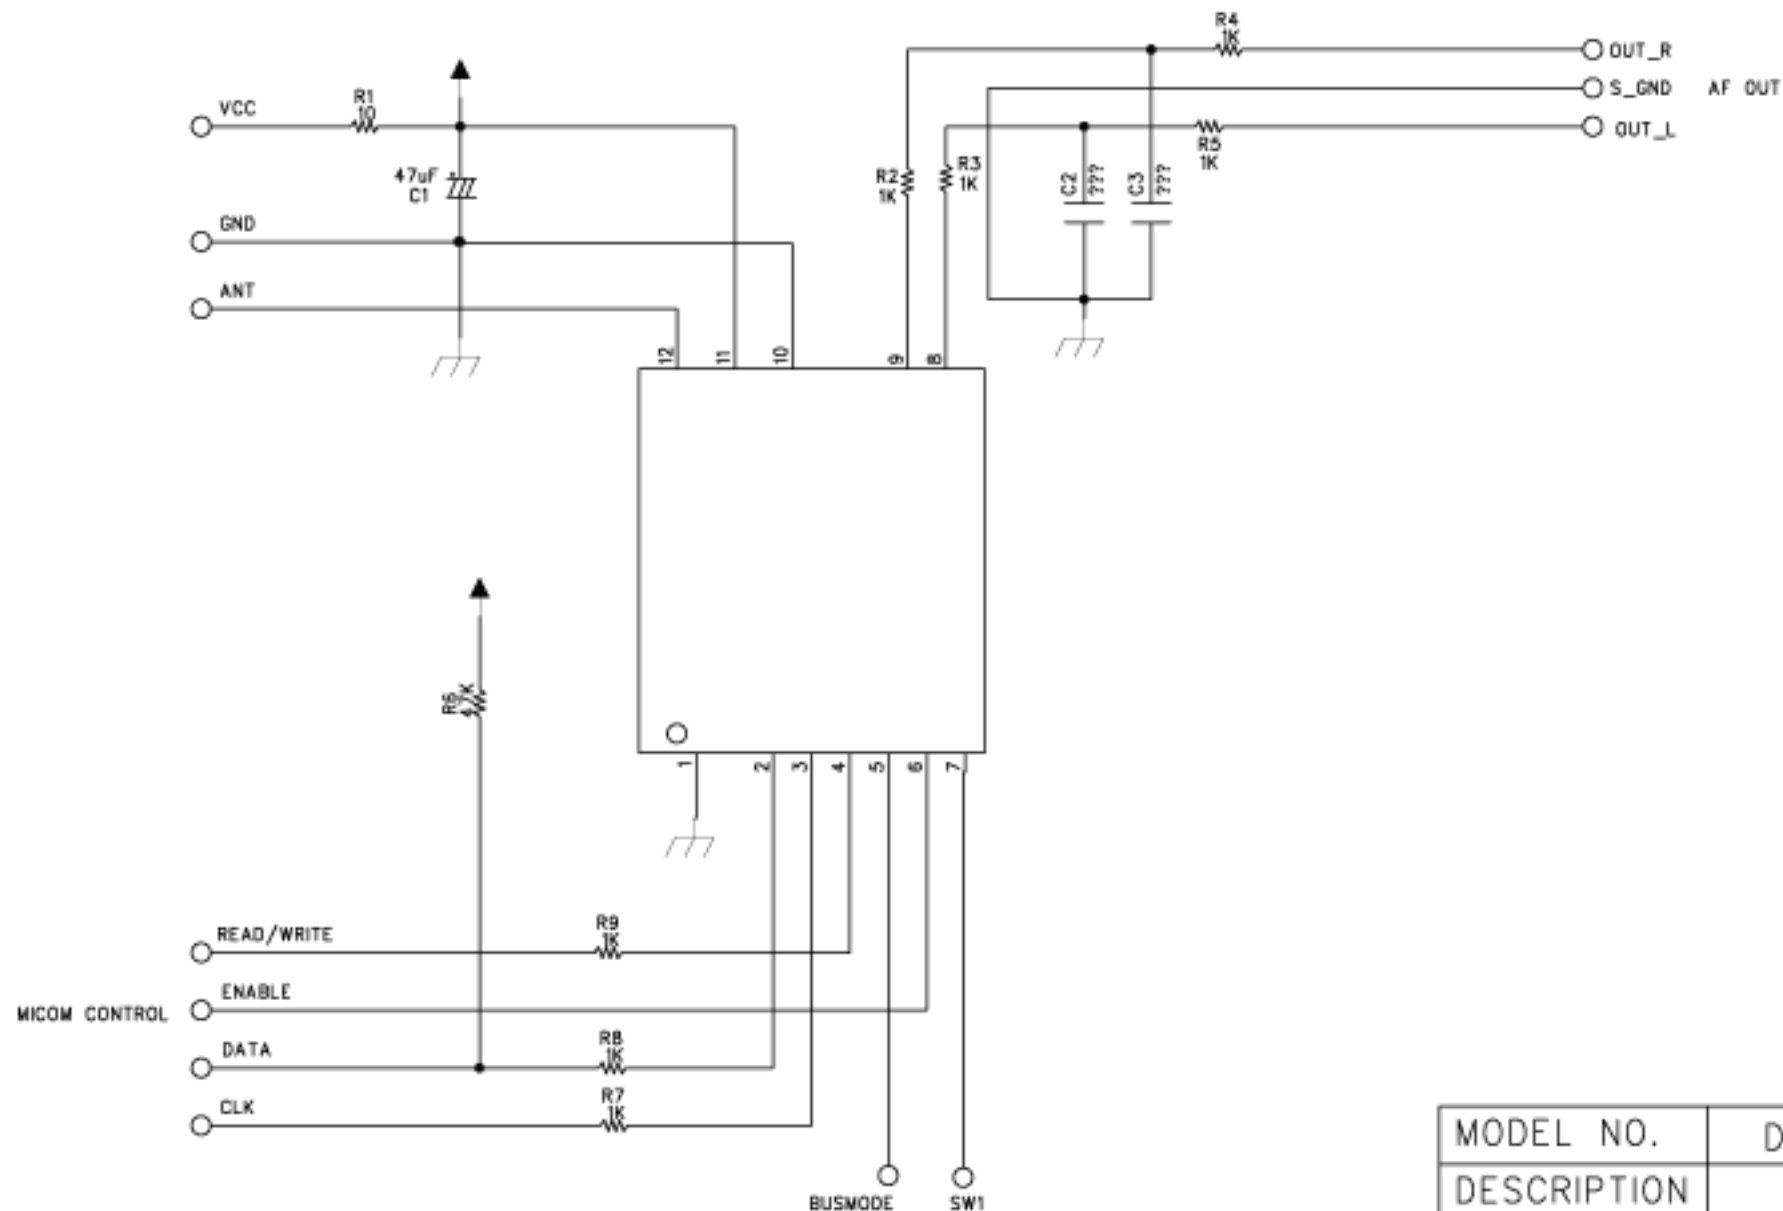 R4
1K
OUT_R
S_GND AF OUT
OUT_L
R5
1K
VCC
R1
10
47uF
C1
GND
ANT
R2
1K
R3
1K
C2
???
C3
???
12
11
10
9
8
R6
1
2
3
4
5
6
7
READ/WRITE
R9
1K
ENABLE
MICOM CONTROL
DATA
R8
1K
CLK
R7
1K
BUSMODE
SW1
MODEL NO. D
DESCRIPTION